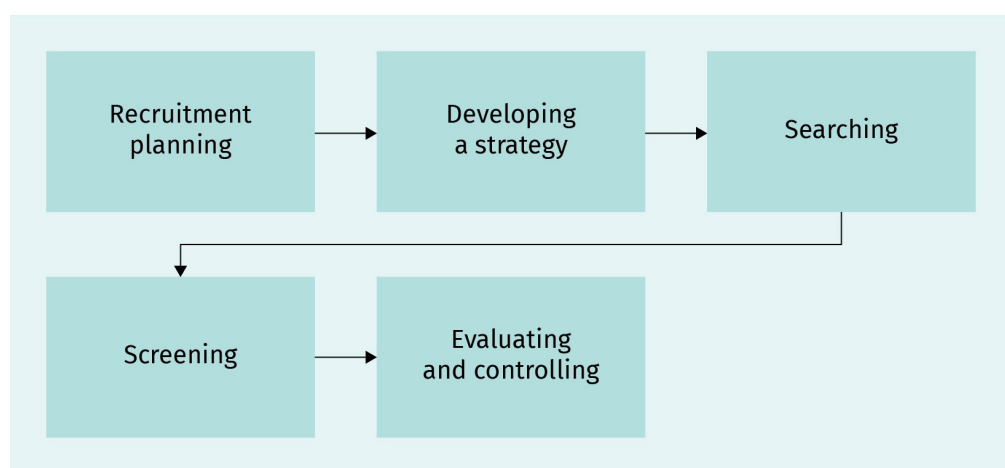 Recruitment
planning
Developing
a strategy
Searching
Screening
Evaluating
and controlling